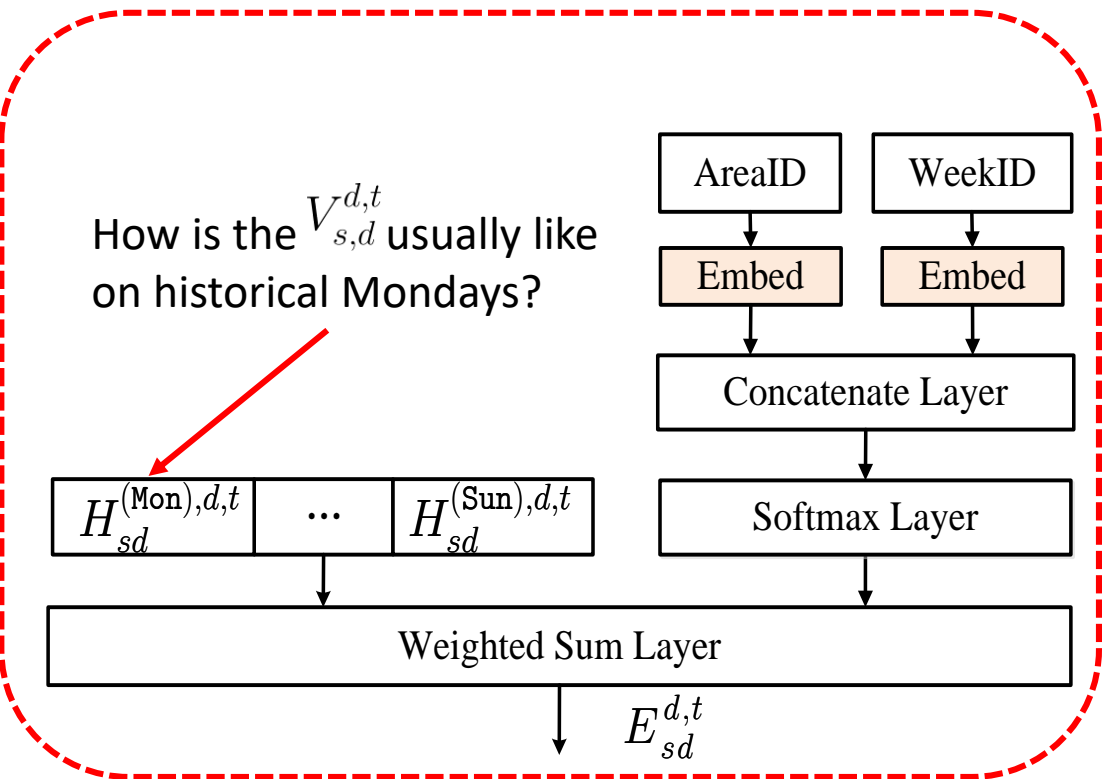 AreaID
WeekID
How is the V_{s,d}^{d,t} usually like
on historical Mondays?
Embed
Embed
Concatenate Layer
H_{sd}^{(Mon),d,t}
...
H_{sd}^{(Sun),d,t}
Softmax Layer
Weighted Sum Layer
E_{sd}^{d,t}